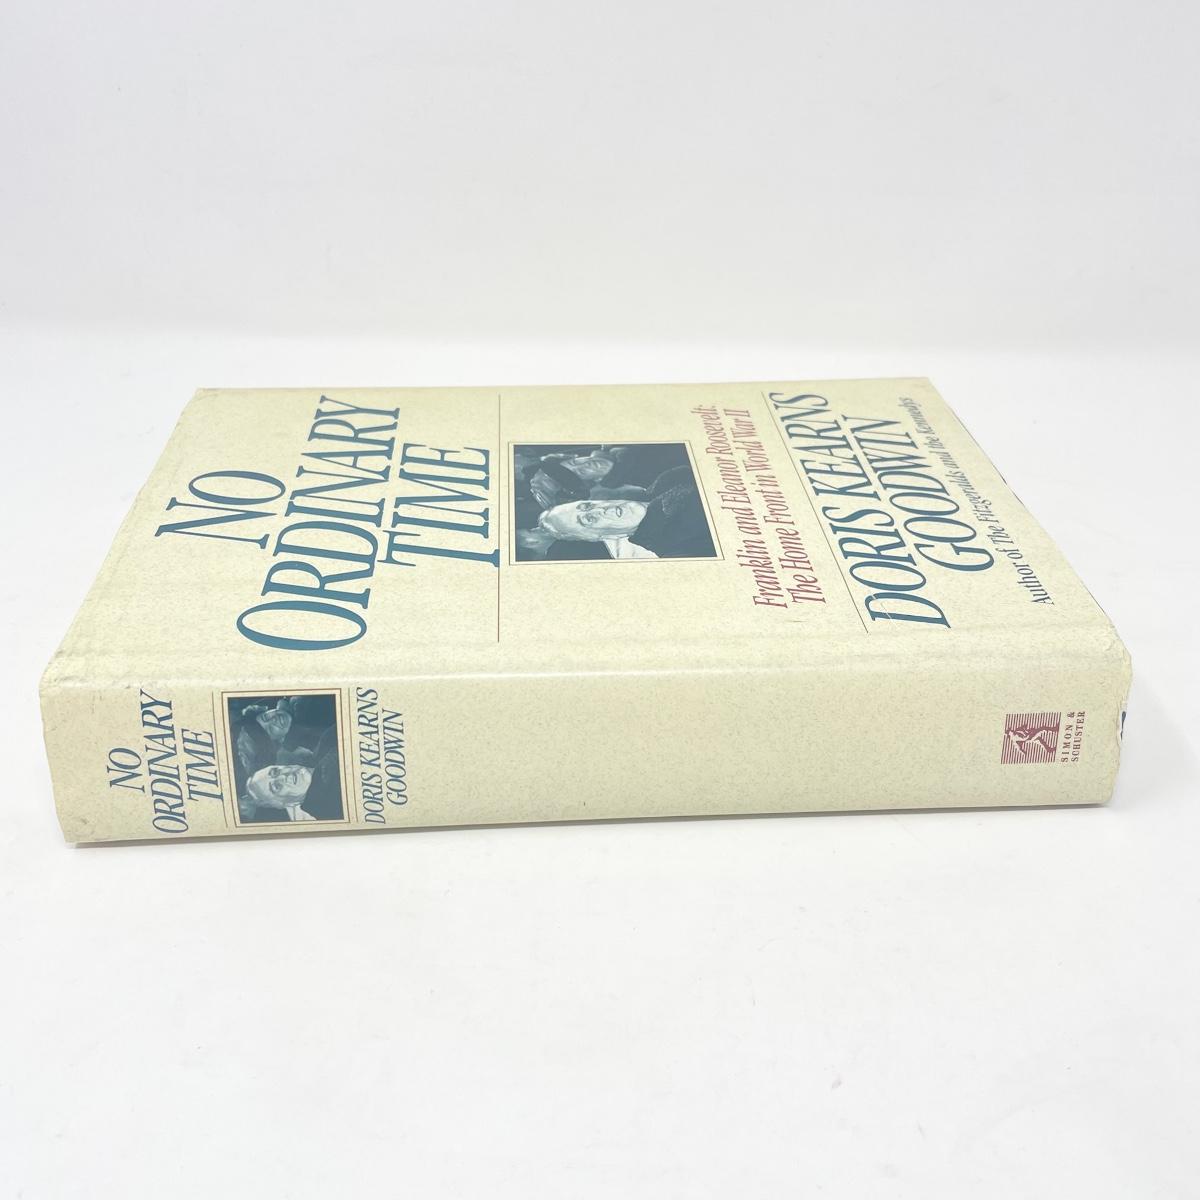 NO
ORDINARY
TIME
Franklin and Eleanor Roosevelt:
The Home Front in World War II
DORIS KEARNS
GOODWIN
Author of The Fitzgeralds and the Kennedys
NO
ORDINARY
TIME
DORIS KEARNS
GOODWIN
SIMON &
SCHUSTER